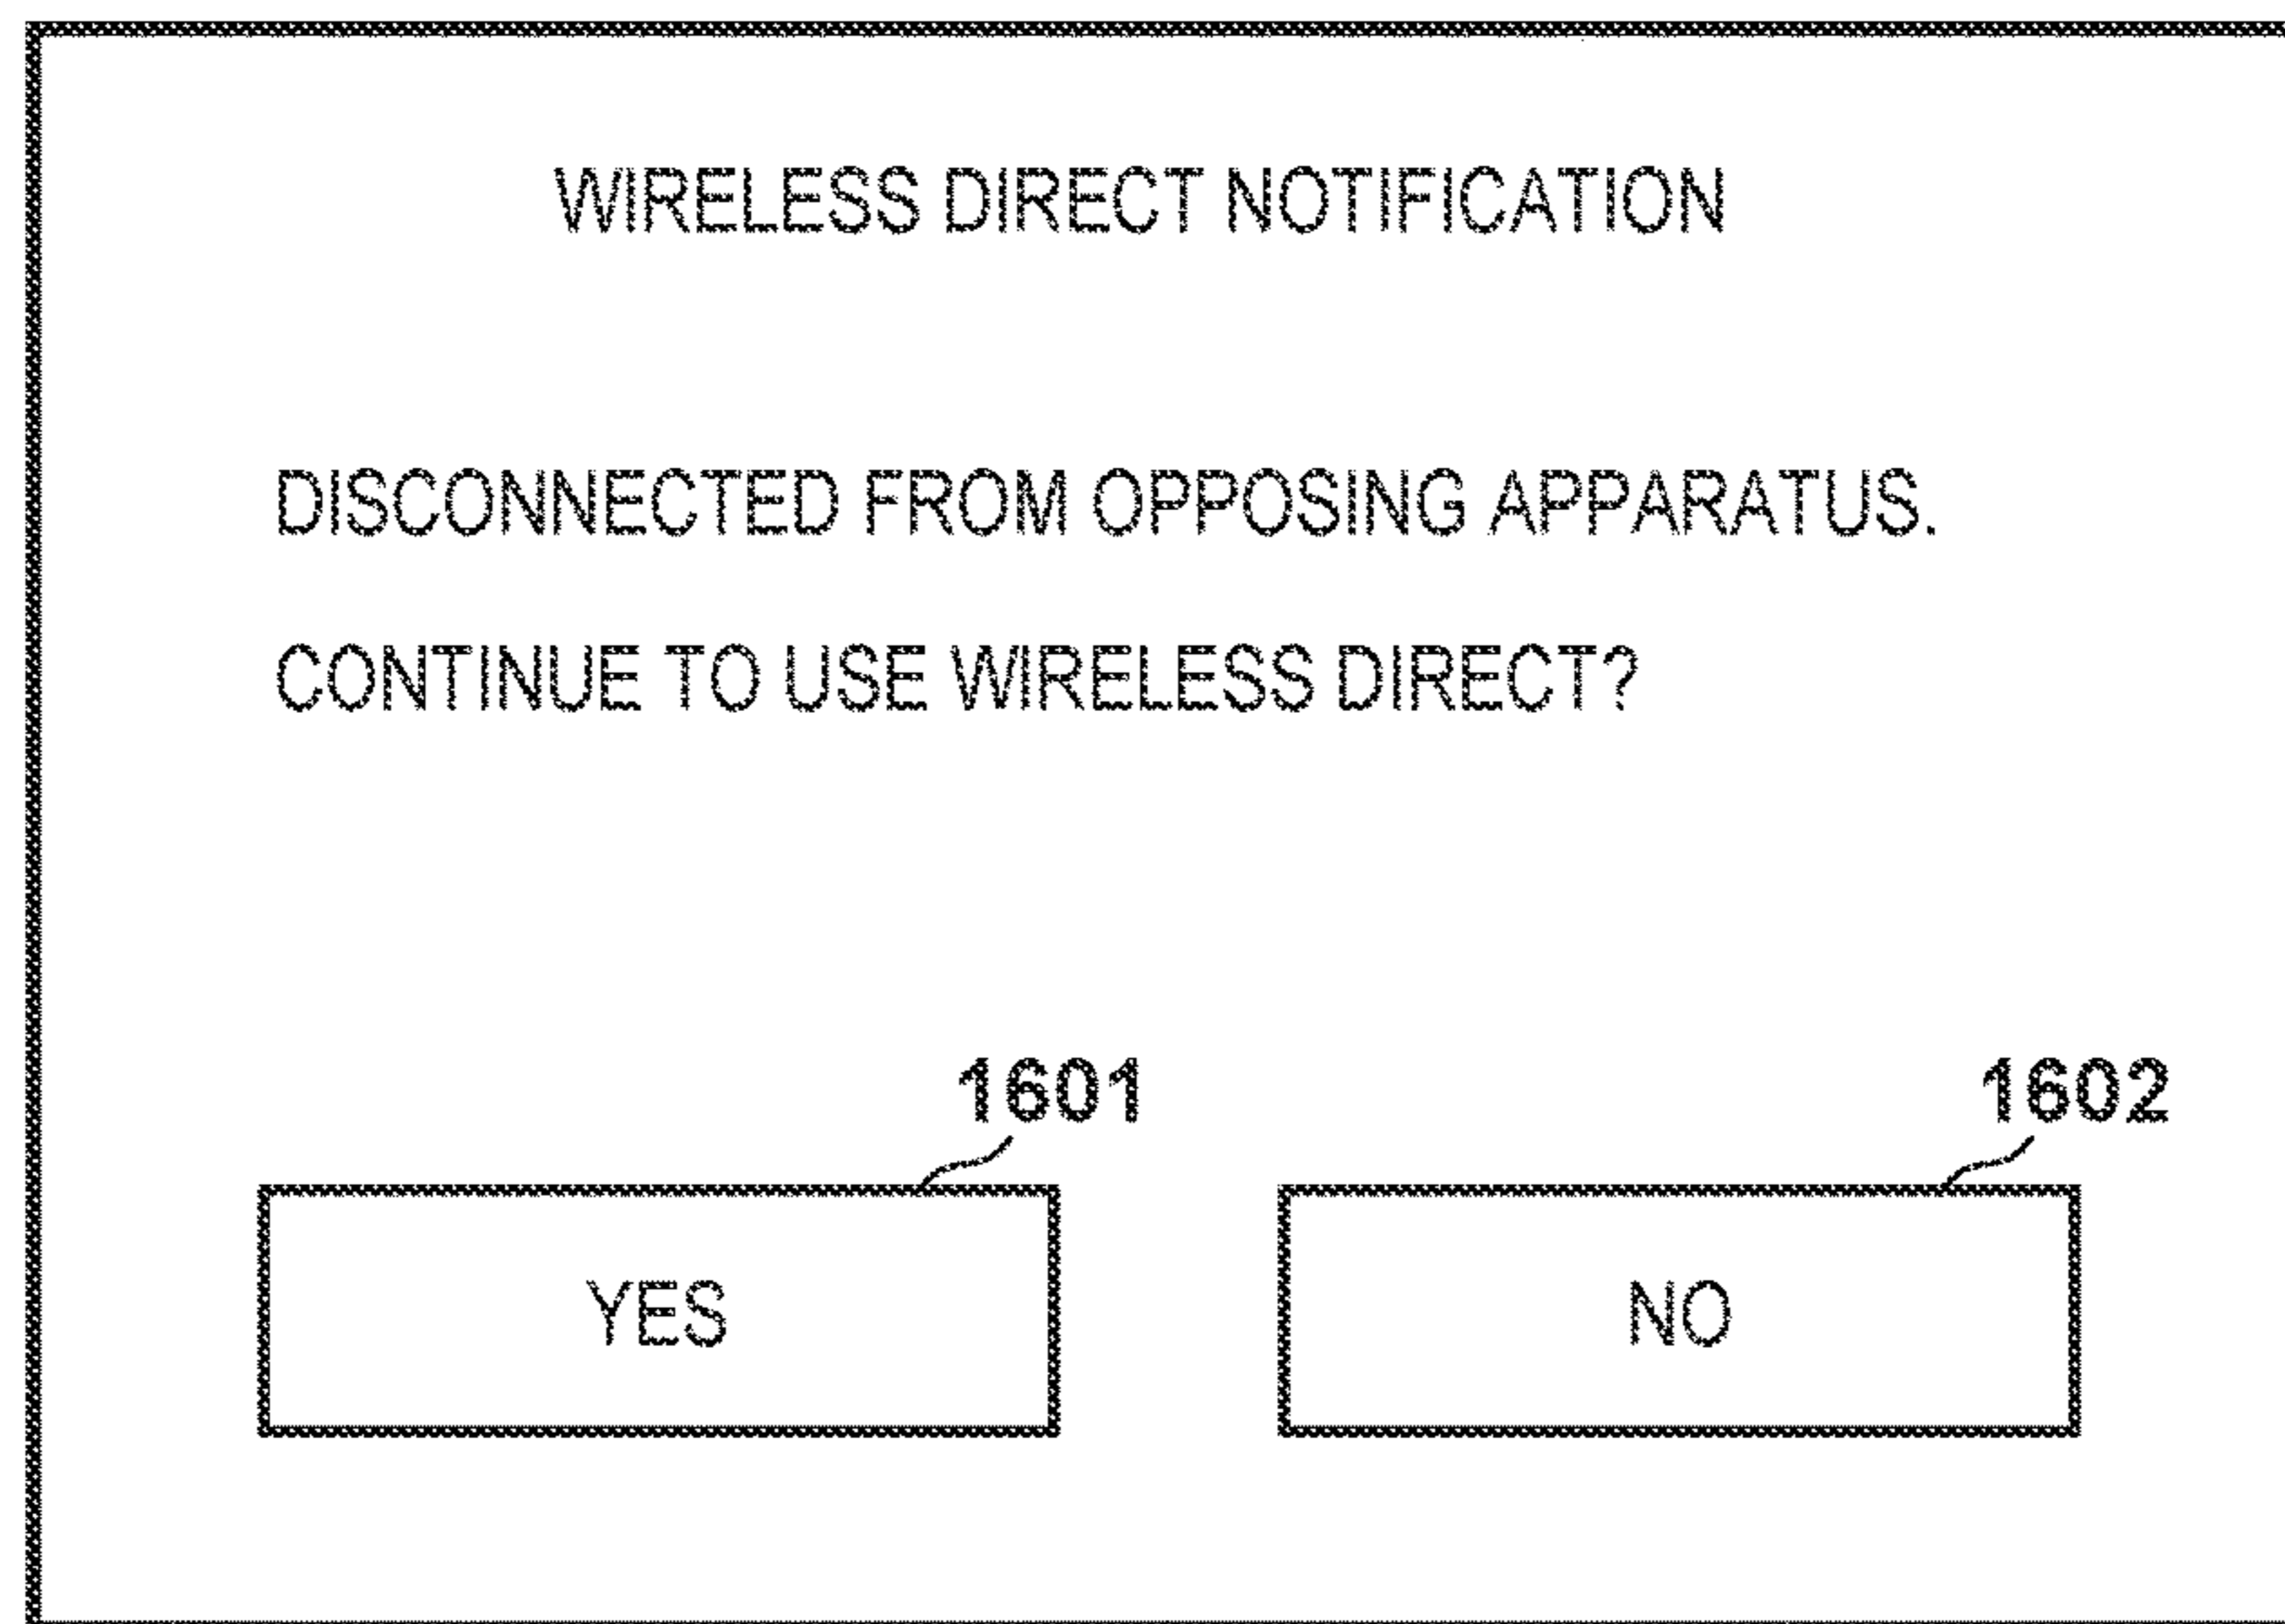 WIRELESS DIRECT NOTIFICATION
DISCONNECTED FROM OPPOSING APPARATUS.
CONTINUE TO USE WIRELESS DIRECT?
1601
1602
YES
NO